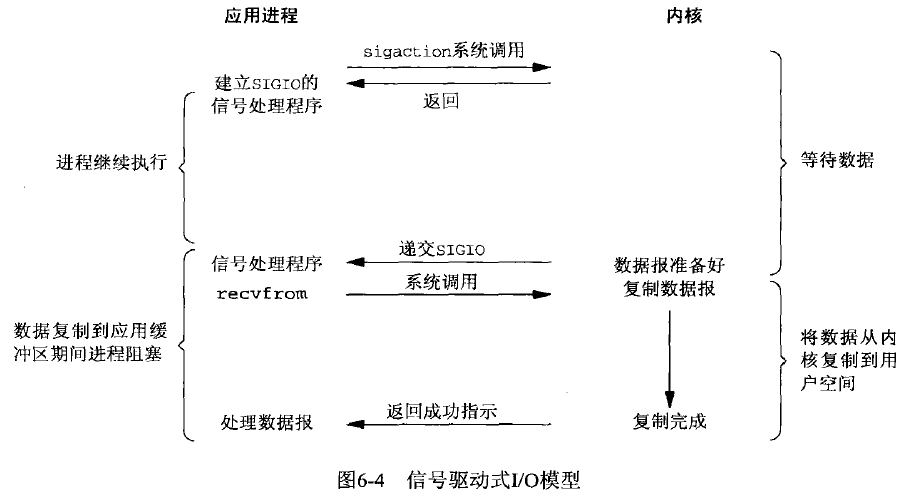 应用进程
内核
sigaction系统调用
建立SIGIO的
信号处理程序
返回
进程继续执行
等待数据
递交SIGIO
信号处理程序
数据报准备好
系统调用
recvfrom
复制数据报
数据复制到应用缓
冲区期间进程阻塞
将数据从内
核复制到用
户空间
返回成功指示
处理数据报
复制完成
图6-4 信号驱动式I/O模型